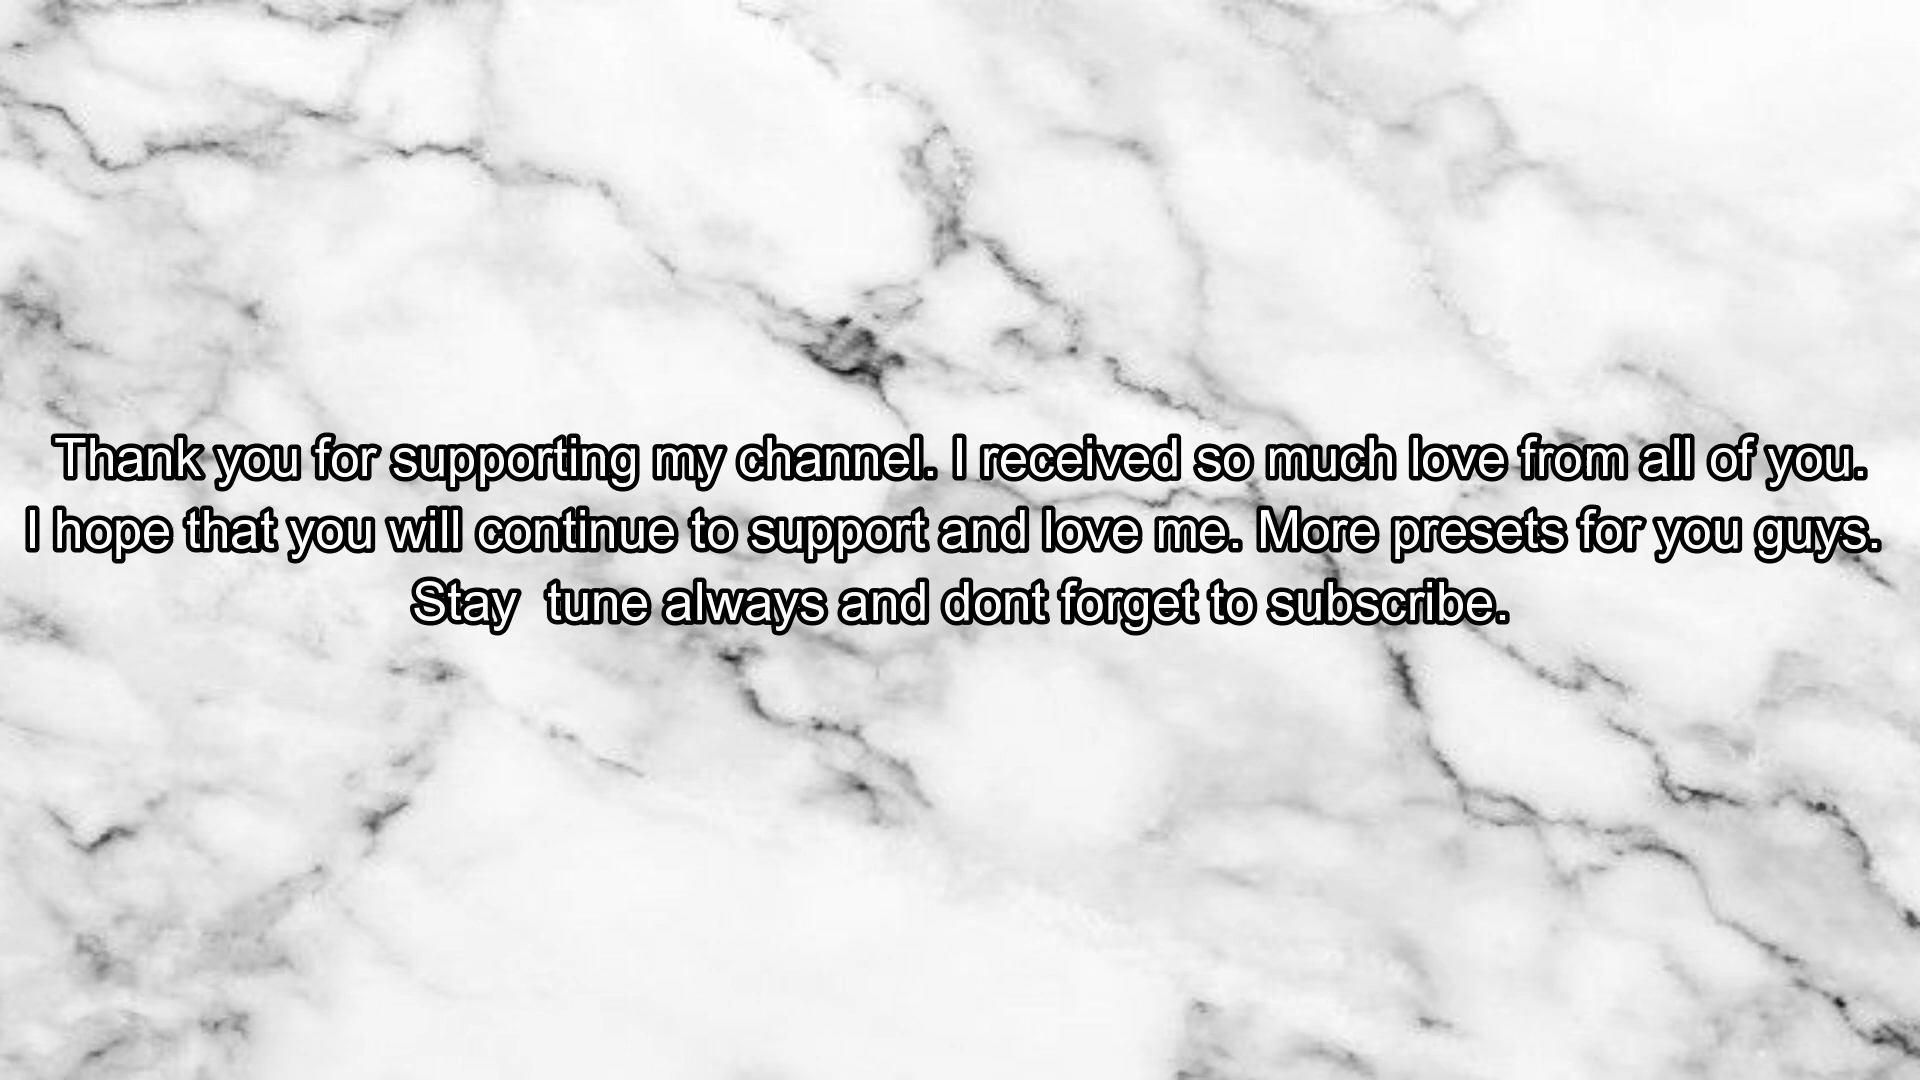 Thank you for supporting my channel. I received so much love from all of you.
I hope that you will continue to support and love me. More presets for you guys.
Stay  tune always and dont forget to subscribe.